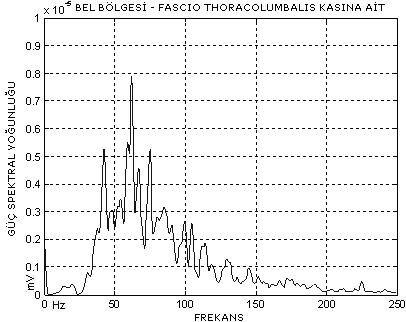 x 10⁻⁵ BEL BÖLGESİ - FASCIO THORACOLUMBALIS KASINA AİT
GÜÇ SPEKTRAL YOĞUNLUĞU
mV
1
0.9
0.8
0.7
0.6
0.5
0.4
0.3
0.2
0.1
0
0 Hz 50 100 150 200 250
FREKANS